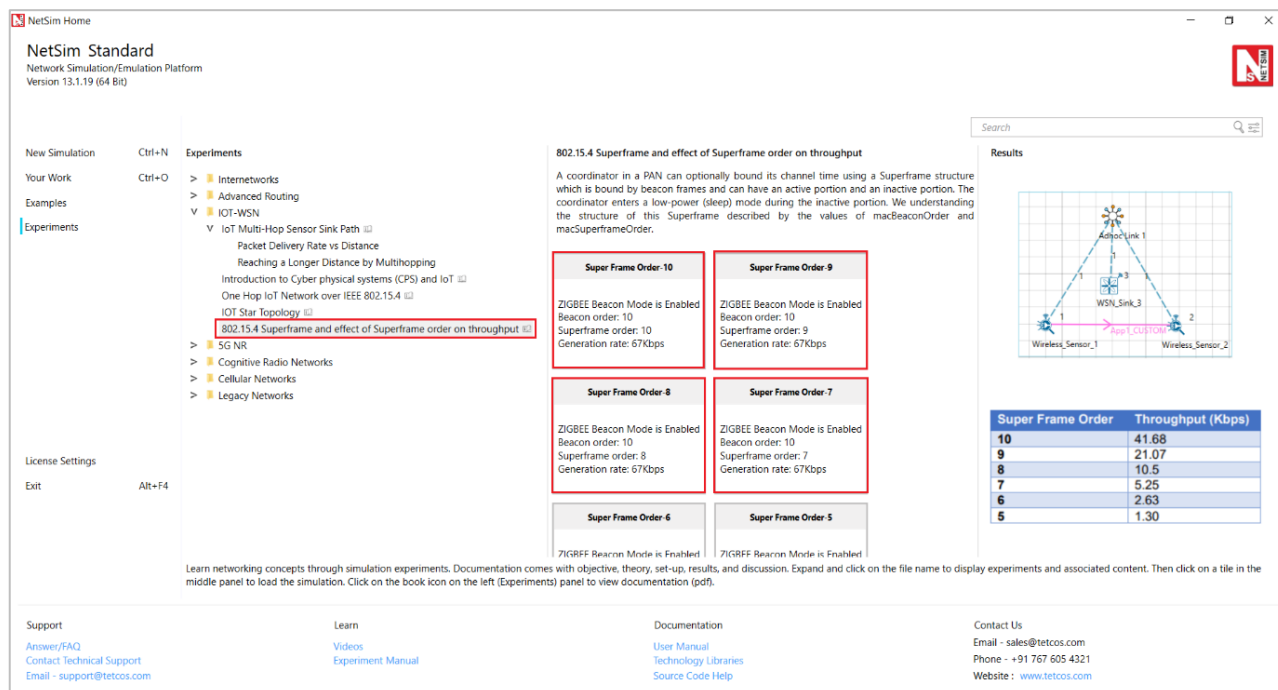 NetSim Home
NetSim Standard
Network Simulation/Emulation Platform
Version 13.1.19 (64 Bit)
NETSIM
Search
New Simulation Ctrl+N
Your Work Ctrl+O
Examples
Experiments
License Settings
Exit Alt+F4
Experiments
> Internetworks
> Advanced Routing
v IOT-WSN
v IoT Multi-Hop Sensor Sink Path
Packet Delivery Rate vs Distance
Reaching a Longer Distance by Multihopping
Introduction to Cyber physical systems (CPS) and IoT
One Hop IoT Network over IEEE 802.15.4
IOT Star Topology
802.15.4 Superframe and effect of Superframe order on throughput
> 5G NR
> Cognitive Radio Networks
> Cellular Networks
> Legacy Networks
802.15.4 Superframe and effect of Superframe order on throughput
A coordinator in a PAN can optionally bound its channel time using a Superframe structure
which is bound by beacon frames and can have an active portion and an inactive portion. The
coordinator enters a low-power (sleep) mode during the inactive portion. We understanding
the structure of this Superframe described by the values of macBeaconOrder and
macSuperframeOrder.
Super Frame Order-10
ZIGBEE Beacon Mode is Enabled
Beacon order: 10
Superframe order: 10
Generation rate: 67Kbps
Super Frame Order-9
ZIGBEE Beacon Mode is Enabled
Beacon order: 10
Superframe order: 9
Generation rate: 67Kbps
Super Frame Order-8
ZIGBEE Beacon Mode is Enabled
Beacon order: 10
Superframe order: 8
Generation rate: 67Kbps
Super Frame Order-7
ZIGBEE Beacon Mode is Enabled
Beacon order: 10
Superframe order: 7
Generation rate: 67Kbps
Super Frame Order-6
ZIGBEE Beacon Mode is Enabled
Super Frame Order-5
ZIGBEE Beacon Mode is Enabled
Results
Adhoc Link 1
1
1 3 1
WSN_Sink_3
1 2
App1_CUSTOM
Wireless_Sensor_1 Wireless_Sensor_2
Super Frame Order Throughput (Kbps)
10 41.68
9 21.07
8 10.5
7 5.25
6 2.63
5 1.30
Learn networking concepts through simulation experiments. Documentation comes with objective, theory, set-up, results, and discussion. Expand and click on the file name to display experiments and associated content. Then click on a tile in the
middle panel to load the simulation. Click on the book icon on the left (Experiments) panel to view documentation (pdf).
Support
Answer/FAQ
Contact Technical Support
Email - support@tetcos.com
Learn
Videos
Experiment Manual
Documentation
User Manual
Technology Libraries
Source Code Help
Contact Us
Email - sales@tetcos.com
Phone - +91 767 605 4321
Website : www.tetcos.com